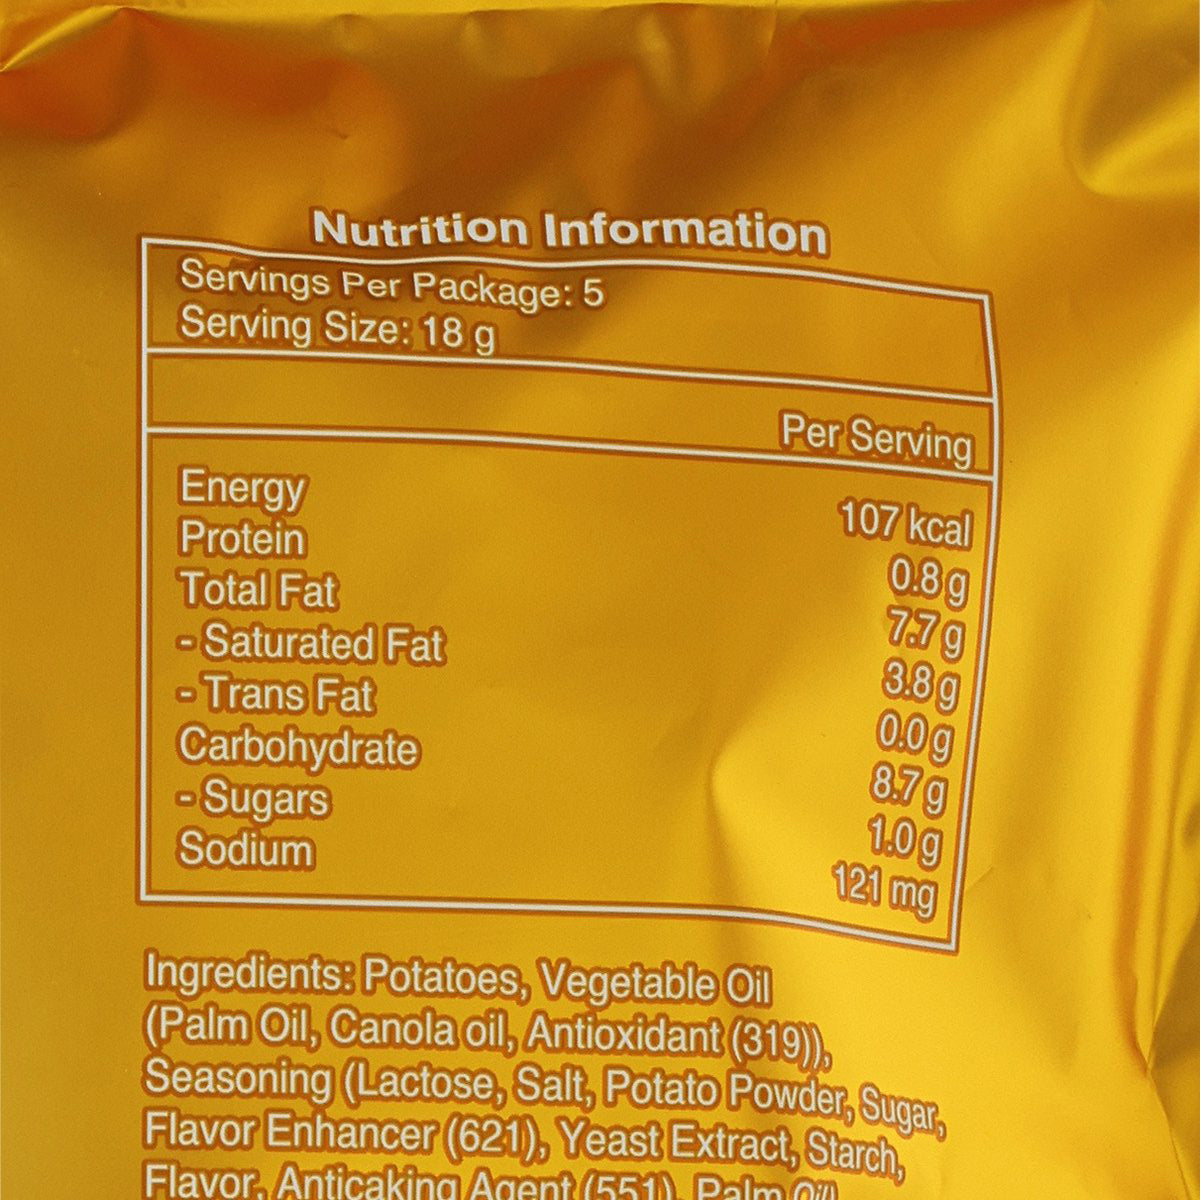 Nutrition Information
Servings Per Package: 5
Serving Size: 18 g
Per Serving
Energy 107 kcal
Protein 0.8 g
Total Fat 7.7 g
- Saturated Fat 3.8 g
- Trans Fat 0.0 g
Carbohydrate 8.7 g
- Sugars 1.0 g
Sodium 121 mg
Ingredients: Potatoes, Vegetable Oil
(Palm Oil, Canola oil, Antioxidant (319)),
Seasoning (Lactose, Salt, Potato Powder, Sugar,
Flavor Enhancer (621), Yeast Extract, Starch,
Flavor, Anticaking Agent (551), Palm Oil)